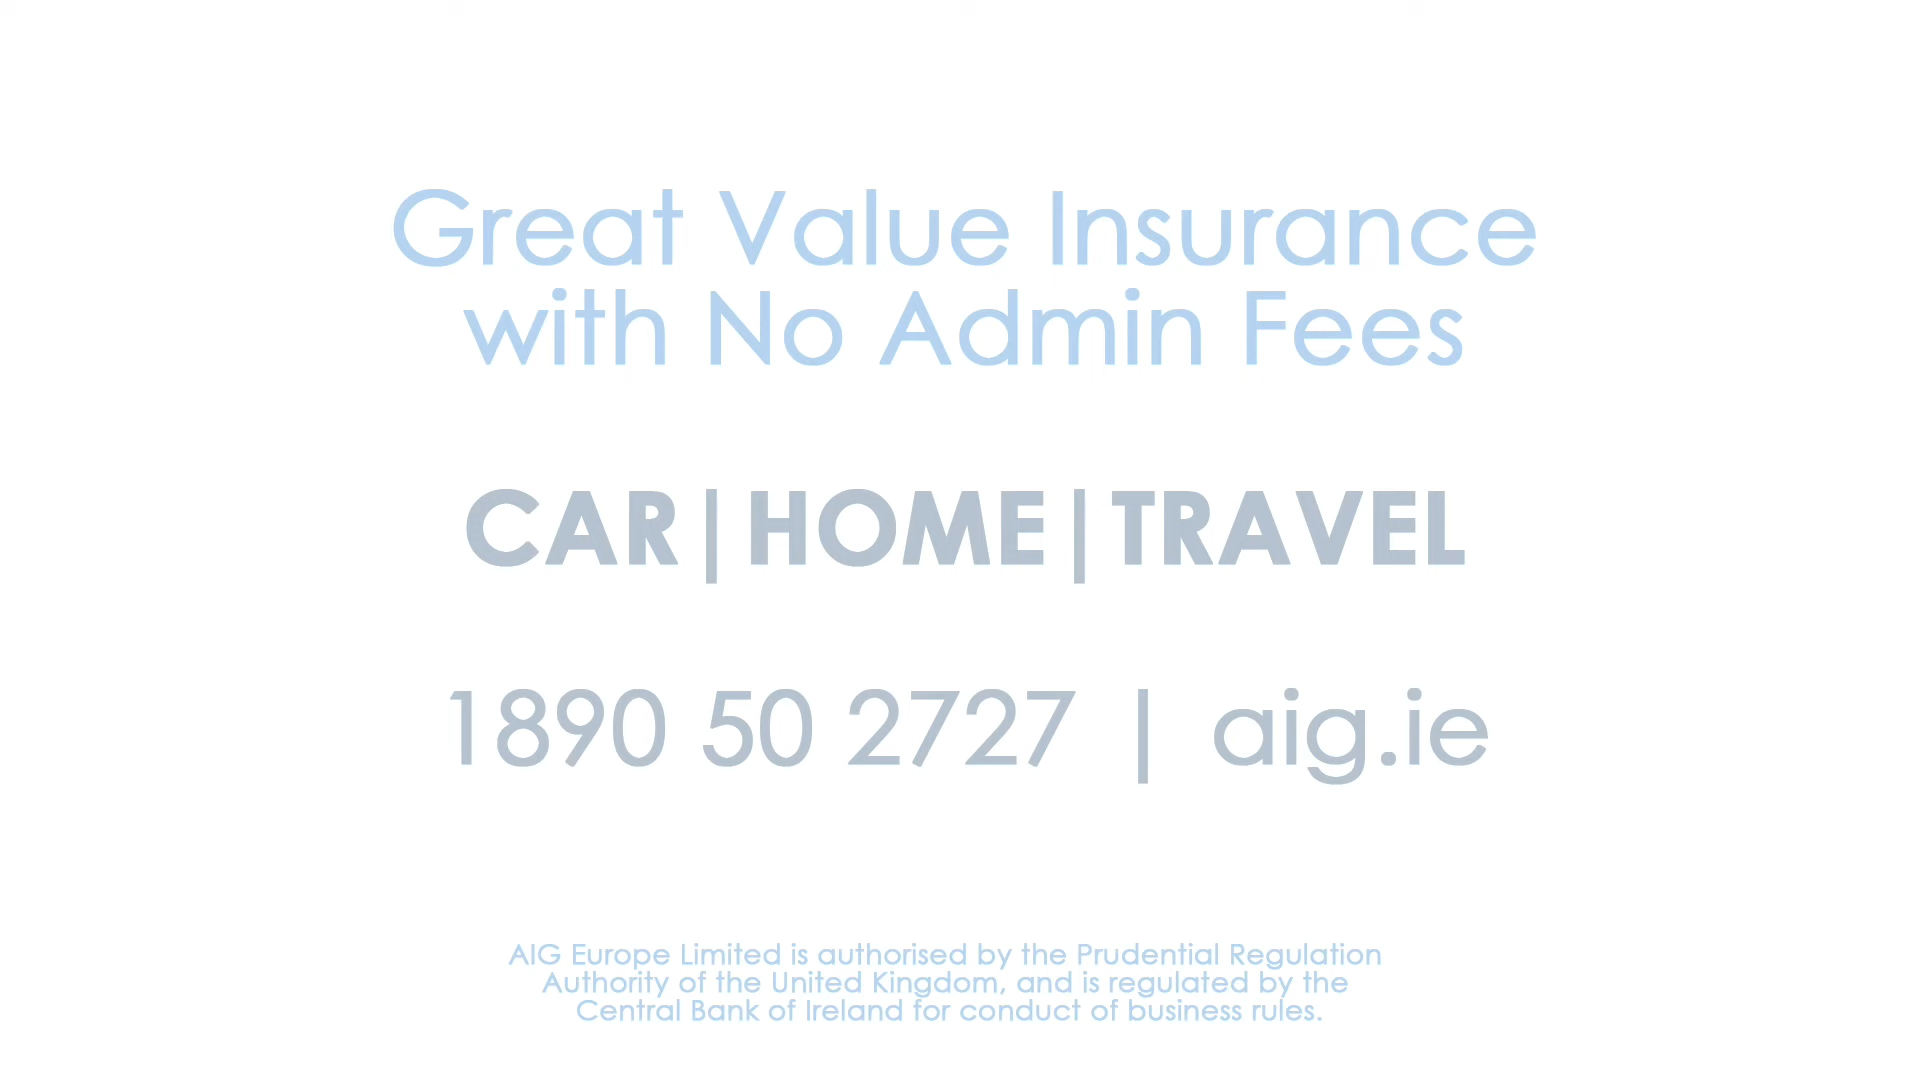 Great Value Insurance
with No Admin Fees
CAR|HOME|TRAVEL
1890 50 2727 | aig.ie
AIG Europe Limited is authorised by the Prudential Regulation
Authority of the United Kingdom, and is regulated by the
Central Bank of Ireland for conduct of business rules.